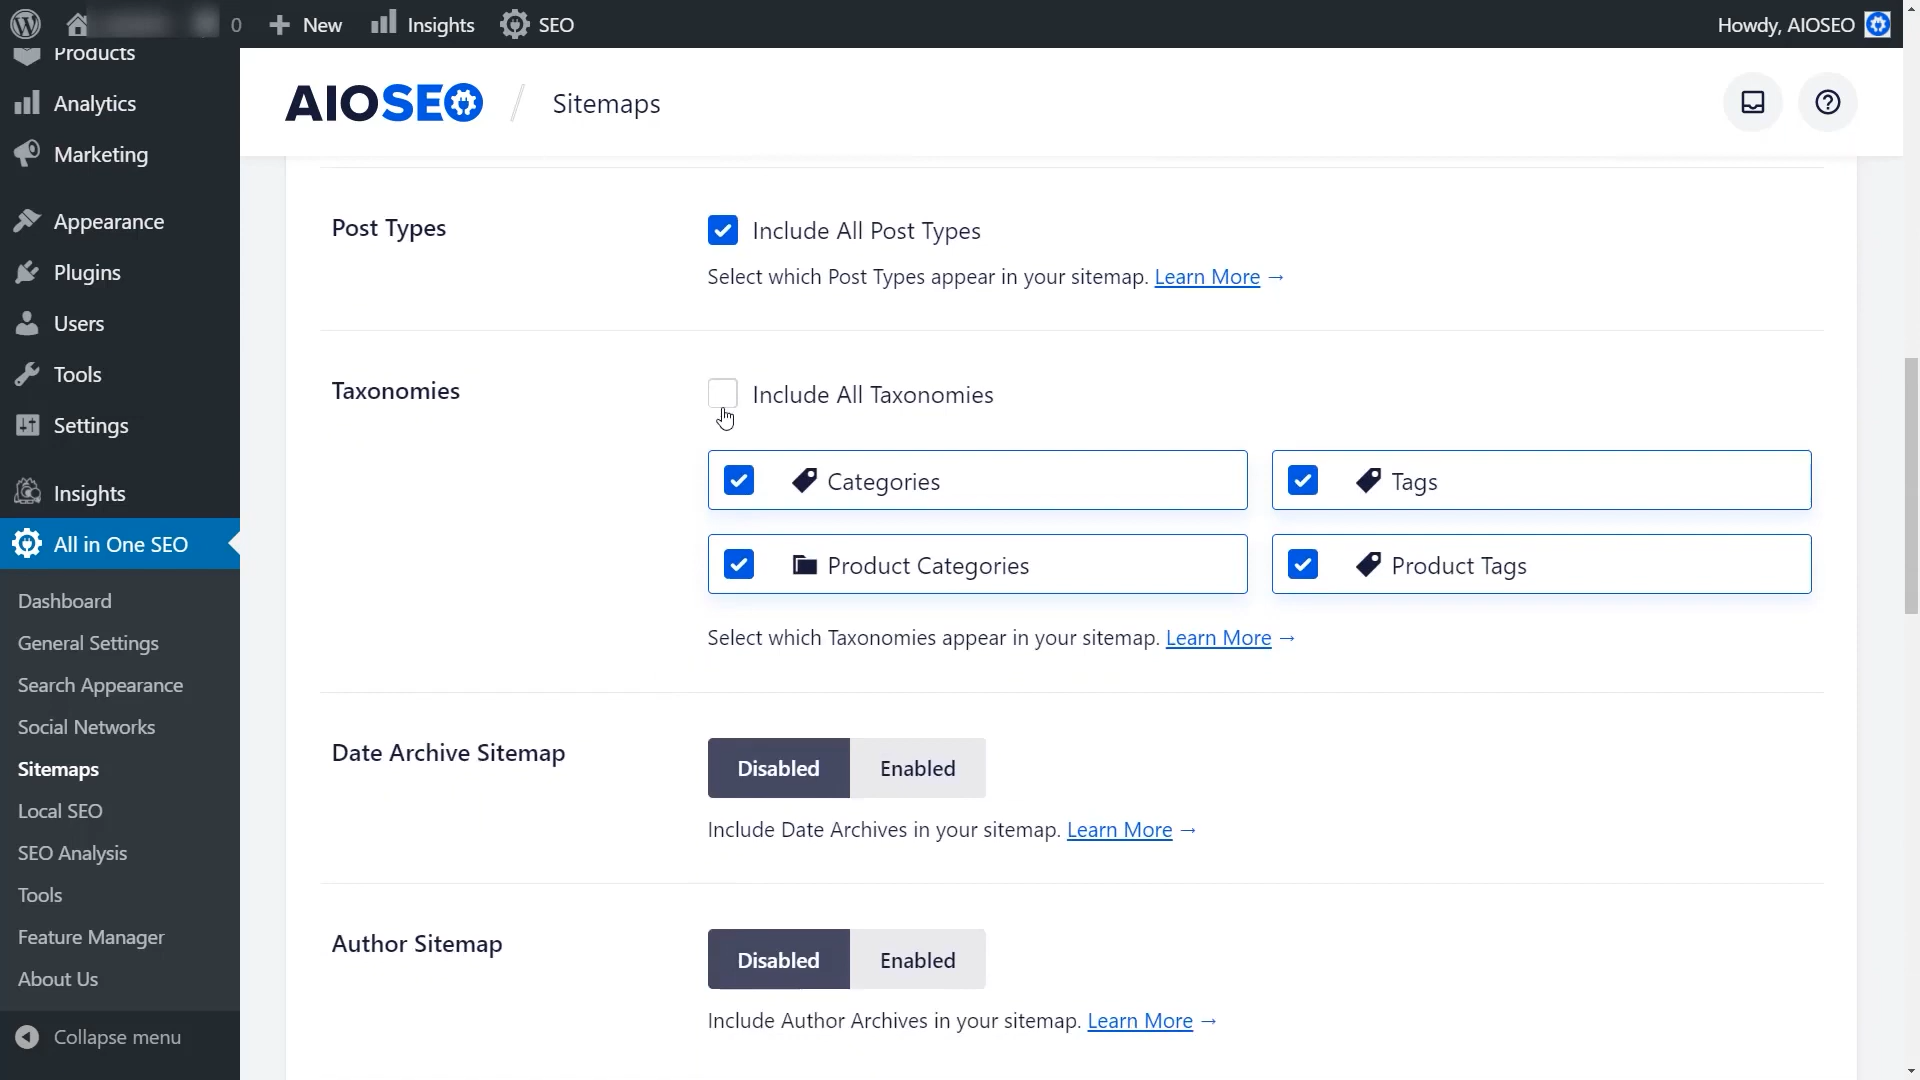 0 New Insights SEO Howdy, AIOSEO
Products
Analytics
Marketing
Appearance
Plugins
Users
Tools
Settings
Insights
All in One SEO
Dashboard
General Settings
Search Appearance
Social Networks
Sitemaps
Local SEO
SEO Analysis
Tools
Feature Manager
About Us
Collapse menu
AIOSEO / Sitemaps
Post Types
Include All Post Types
Select which Post Types appear in your sitemap. Learn More →
Taxonomies
Include All Taxonomies
Categories
Tags
Product Categories
Product Tags
Select which Taxonomies appear in your sitemap. Learn More →
Date Archive Sitemap
Disabled Enabled
Include Date Archives in your sitemap. Learn More →
Author Sitemap
Disabled Enabled
Include Author Archives in your sitemap. Learn More →